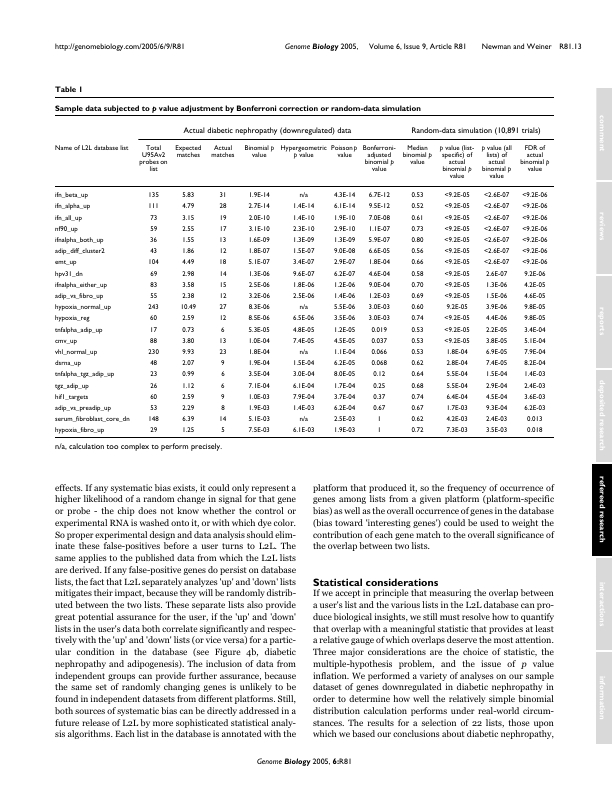 http://genomebiology.com/2005/6/9/R81 Genome Biology 2005, Volume 6, Issue 9, Article R81 Newman and Weiner R81.13
Table 1
Sample data subjected to p value adjustment by Bonferroni correction or random-data simulation
Actual diabetic nephropathy (downregulated) data Random-data simulation (10,891 trials)
Name of L2L database list Total U95Av2 probes on list Expected matches Actual matches Binomial p value Hypergeometric p value Poisson p value Bonferroni-adjusted binomial p value Median binomial p value p value (list-specific) of actual binomial p value p value (all lists) of actual binomial p value FDR of actual binomial p value
ifn_beta_up 135 5.83 31 1.9E-14 n/a 4.3E-14 6.7E-12 0.53 <9.2E-05 <2.6E-07 <9.2E-06
ifn_alpha_up 111 4.79 28 2.7E-14 1.4E-14 6.1E-14 9.5E-12 0.52 <9.2E-05 <2.6E-07 <9.2E-06
ifn_all_up 73 3.15 19 2.0E-10 1.4E-10 1.9E-10 7.0E-08 0.61 <9.2E-05 <2.6E-07 <9.2E-06
nf90_up 59 2.55 17 3.1E-10 2.3E-10 2.9E-10 1.1E-07 0.73 <9.2E-05 <2.6E-07 <9.2E-06
ifnalpha_both_up 36 1.55 13 1.6E-09 1.3E-09 1.3E-09 5.9E-07 0.80 <9.2E-05 <2.6E-07 <9.2E-06
adip_diff_cluster2 43 1.86 12 1.8E-07 1.5E-07 9.0E-08 6.6E-05 0.56 <9.2E-05 <2.6E-07 <9.2E-06
emt_up 104 4.49 18 5.1E-07 3.4E-07 2.9E-07 1.8E-04 0.66 <9.2E-05 <2.6E-07 <9.2E-06
hpv31_dn 69 2.98 14 1.3E-06 9.6E-07 6.2E-07 4.6E-04 0.58 <9.2E-05 2.6E-07 9.2E-06
ifnalpha_either_up 83 3.58 15 2.5E-06 1.8E-06 1.2E-06 9.0E-04 0.70 <9.2E-05 1.3E-06 4.2E-05
adip_vs_fibro_up 55 2.38 12 3.2E-06 2.5E-06 1.4E-06 1.2E-03 0.69 <9.2E-05 1.5E-06 4.6E-05
hypoxia_normal_up 243 10.49 27 8.3E-06 n/a 5.5E-06 3.0E-03 0.60 9.2E-05 3.9E-06 9.8E-05
hypoxia_reg 60 2.59 12 8.5E-06 6.5E-06 3.5E-06 3.0E-03 0.74 <9.2E-05 4.4E-06 9.8E-05
tnfalpha_adip_up 17 0.73 6 5.3E-05 4.8E-05 1.2E-05 0.019 0.53 <9.2E-05 2.2E-05 3.4E-04
cmv_up 88 3.80 13 1.0E-04 7.4E-05 4.5E-05 0.037 0.53 <9.2E-05 3.8E-05 5.1E-04
vhl_normal_up 230 9.93 23 1.8E-04 n/a 1.1E-04 0.066 0.53 1.8E-04 6.9E-05 7.9E-04
dsma_up 48 2.07 9 1.9E-04 1.5E-04 6.2E-05 0.068 0.62 2.8E-04 7.4E-05 8.2E-04
tnfalpha_tgz_adip_up 23 0.99 6 3.5E-04 3.0E-04 8.0E-05 0.12 0.64 5.5E-04 1.5E-04 1.4E-03
tgz_adip_up 26 1.12 6 7.1E-04 6.1E-04 1.7E-04 0.25 0.68 5.5E-04 2.9E-04 2.4E-03
hif1_targets 60 2.59 9 1.0E-03 7.9E-04 3.7E-04 0.37 0.74 6.4E-04 4.5E-04 3.6E-03
adip_vs_preadip_up 53 2.29 8 1.9E-03 1.4E-03 6.2E-04 0.67 0.67 1.7E-03 9.3E-04 6.2E-03
serum_fibroblast_core_dn 148 6.39 14 5.1E-03 n/a 2.5E-03 1 0.62 4.2E-03 2.4E-03 0.013
hypoxia_fibro_up 29 1.25 5 7.5E-03 6.1E-03 1.9E-03 1 0.72 7.3E-03 3.5E-03 0.018
n/a, calculation too complex to perform precisely.
effects. If any systematic bias exists, it could only represent a
higher likelihood of a random change in signal for that gene
or probe - the chip does not know whether the control or
experimental RNA is washed onto it, or with which dye color.
So proper experimental design and data analysis should elim-
inate these false-positives before a user turns to L2L. The
same applies to the published data from which the L2L lists
are derived. If any false-positive genes do persist on database
lists, the fact that L2L separately analyzes 'up' and 'down' lists
mitigates their impact, because they will be randomly distrib-
uted between the two lists. These separate lists also provide
great potential assurance for the user, if the 'up' and 'down'
lists in the user's data both correlate significantly and respec-
tively with the 'up' and 'down' lists (or vice versa) for a partic-
ular condition in the database (see Figure 4b, diabetic
nephropathy and adipogenesis). The inclusion of data from
independent groups can provide further assurance, because
the same set of randomly changing genes is unlikely to be
found in independent datasets from different platforms. Still,
both sources of systematic bias can be directly addressed in a
future release of L2L by more sophisticated statistical analy-
sis algorithms. Each list in the database is annotated with the
platform that produced it, so the frequency of occurrence of
genes among lists from a given platform (platform-specific
bias) as well as the overall occurrence of genes in the database
(bias toward 'interesting genes') could be used to weight the
contribution of each gene match to the overall significance of
the overlap between two lists.
Statistical considerations
If we accept in principle that measuring the overlap between
a user's list and the various lists in the L2L database can pro-
duce biological insights, we still must resolve how to quantify
that overlap with a meaningful statistic that provides at least
a relative gauge of which overlaps deserve the most attention.
Three major considerations are the choice of statistic, the
multiple-hypothesis problem, and the issue of p value
inflation. We performed a variety of analyses on our sample
dataset of genes downregulated in diabetic nephropathy in
order to determine how well the relatively simple binomial
distribution calculation performs under real-world circum-
stances. The results for a selection of 22 lists, those upon
which we based our conclusions about diabetic nephropathy,
comment
reviews
reports
deposited research
refereed research
interactions
information
Genome Biology 2005, 6:R81